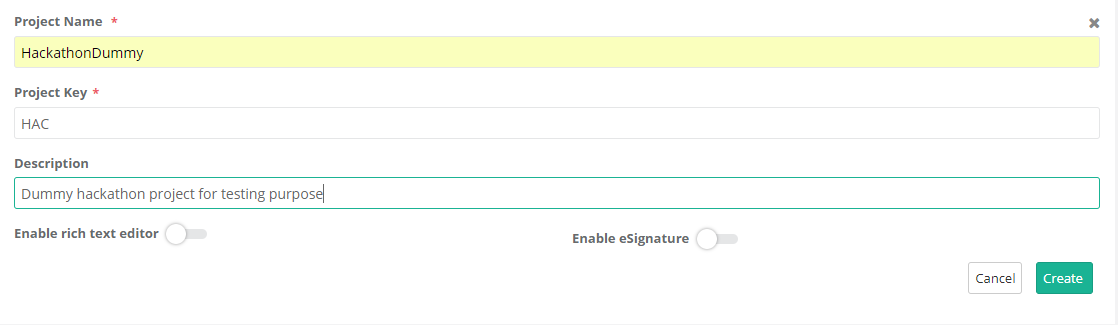 Project Name *
HackathonDummy
Project Key *
HAC
Description
Dummy hackathon project for testing purpose
Enable rich text editor
Enable eSignature
Cancel
Create